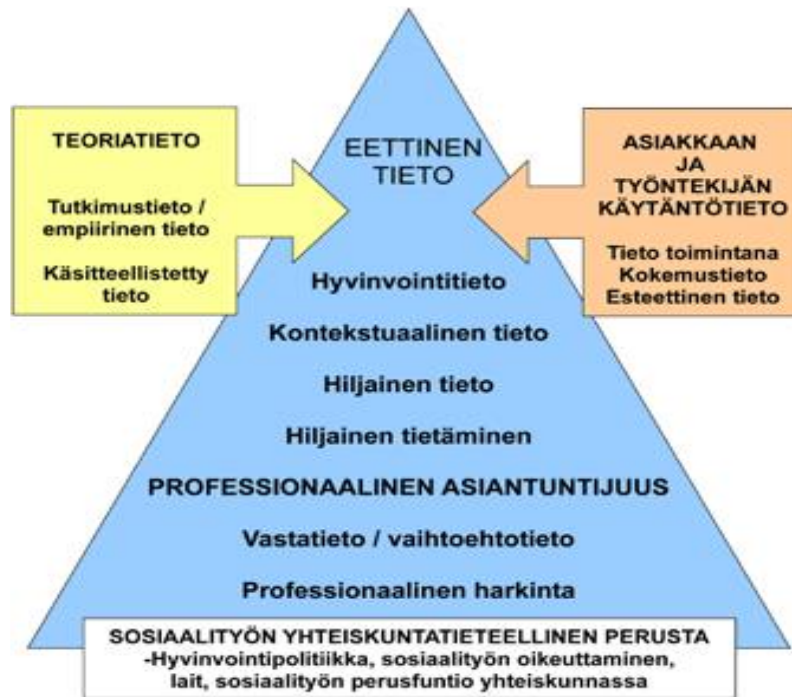 TEORIATIETO
Tutkimustieto /
empiirinen tieto
Käsitteellistetty
tieto
EETTINEN
TIETO
ASIAKKAAN
JA
TYÖNTEKIJÄN
KÄYTÄNTÖTIETO
Tieto toimintana
Kokemustieto
Esteettinen tieto
Hyvinvointitieto
Kontekstuaalinen tieto
Hiljainen tieto
Hiljainen tietäminen
PROFESSIONAALINEN ASIANTUNTIJUUS
Vastatieto / vaihtoehtotieto
Professionaalinen harkinta
SOSIAALITYÖN YHTEISKUNTATIETEELLINEN PERUSTA
-Hyvinvointipolitiikka, sosiaalityön oikeuttaminen,
lait, sosiaalityön perusfuntio yhteiskunnassa